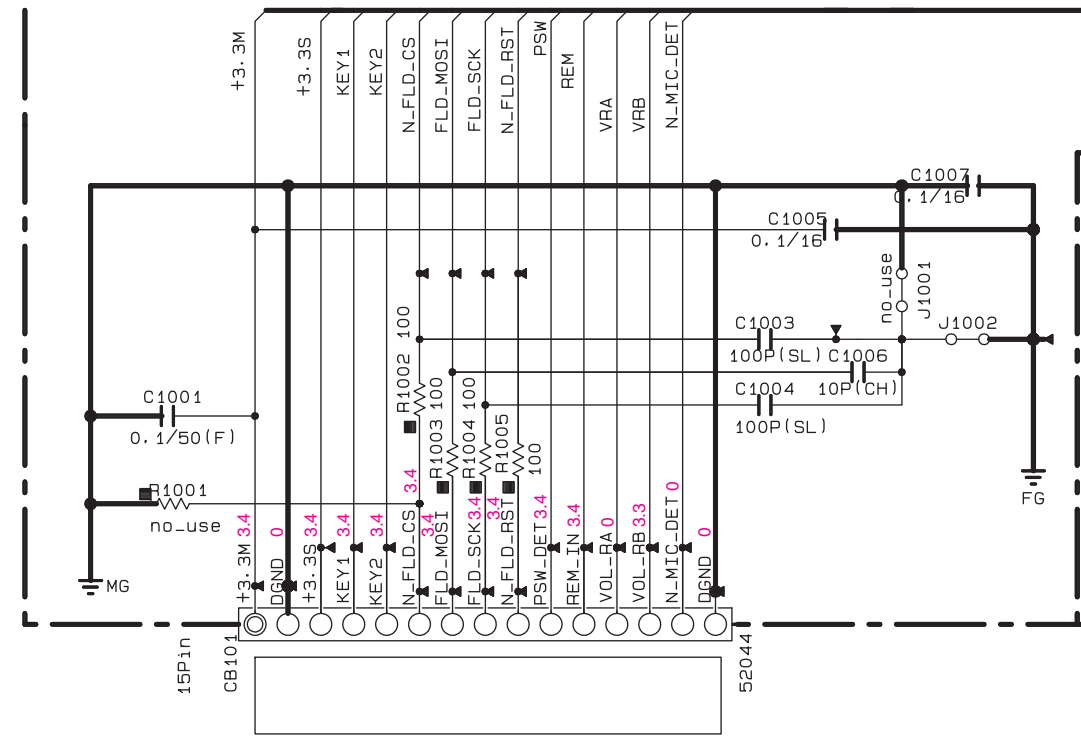 +3.3M
+3.3S
KEY1
KEY2
N_FLD_CS
FLD_MOSI
FLD_SCK
N_FLD_RST
PSW
REM
VRA
VRB
N_MIC_DET
C1007
0.1/16
C1005
0.1/16
no_use
J1001
C1003
100P(SL)
J1002
C1006
10P(CH)
C1004
100P(SL)
R1002
100
R1003
100
R1004
100
R1005
100
C1001
0.1/50(F)
R1001
no_use
MG
FG
+3.3M
3.4
DGND
0
+3.3S
3.4
KEY1
3.4
KEY2
3.4
N_FLD_CS
3.4
FLD_MOSI
3.4
FLD_SCK
3.4
N_FLD_RST
3.4
PSW_DET
3.4
REM_IN
3.4
VOL_RA
0
VOL_RB
3.3
N_MIC_DET
0
DGND
0
15Pin
CB101
52044